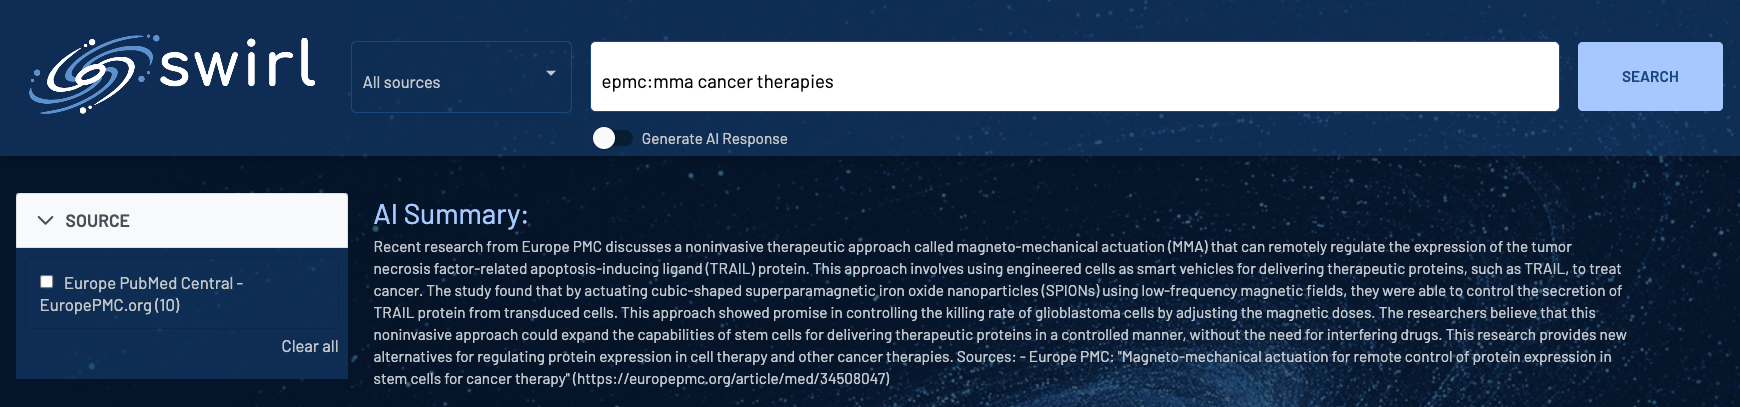 swirl
All sources
epmc:mma cancer therapies
SEARCH
Generate AI Response
SOURCE
Europe PubMed Central -
EuropePMC.org (10)
Clear all
AI Summary:
Recent research from Europe PMC discusses a noninvasive therapeutic approach called magneto-mechanical actuation (MMA) that can remotely regulate the expression of the tumor
necrosis factor-related apoptosis-inducing ligand (TRAIL) protein. This approach involves using engineered cells as smart vehicles for delivering therapeutic proteins, such as TRAIL, to treat
cancer. The study found that by actuating cubic-shaped superparamagnetic iron oxide nanoparticles (SPIONs) using low-frequency magnetic fields, they were able to control the secretion of
TRAIL protein from transduced cells. This approach showed promise in controlling the killing rate of glioblastoma cells by adjusting the magnetic doses. The researchers believe that this
noninvasive approach could expand the capabilities of stem cells for delivering therapeutic proteins in a controlled manner, without the need for interfering drugs. This research provides new
alternatives for regulating protein expression in cell therapy and other cancer therapies. Sources: - Europe PMC: "Magneto-mechanical actuation for remote control of protein expression in
stem cells for cancer therapy" (https://europepmc.org/article/med/34508047)